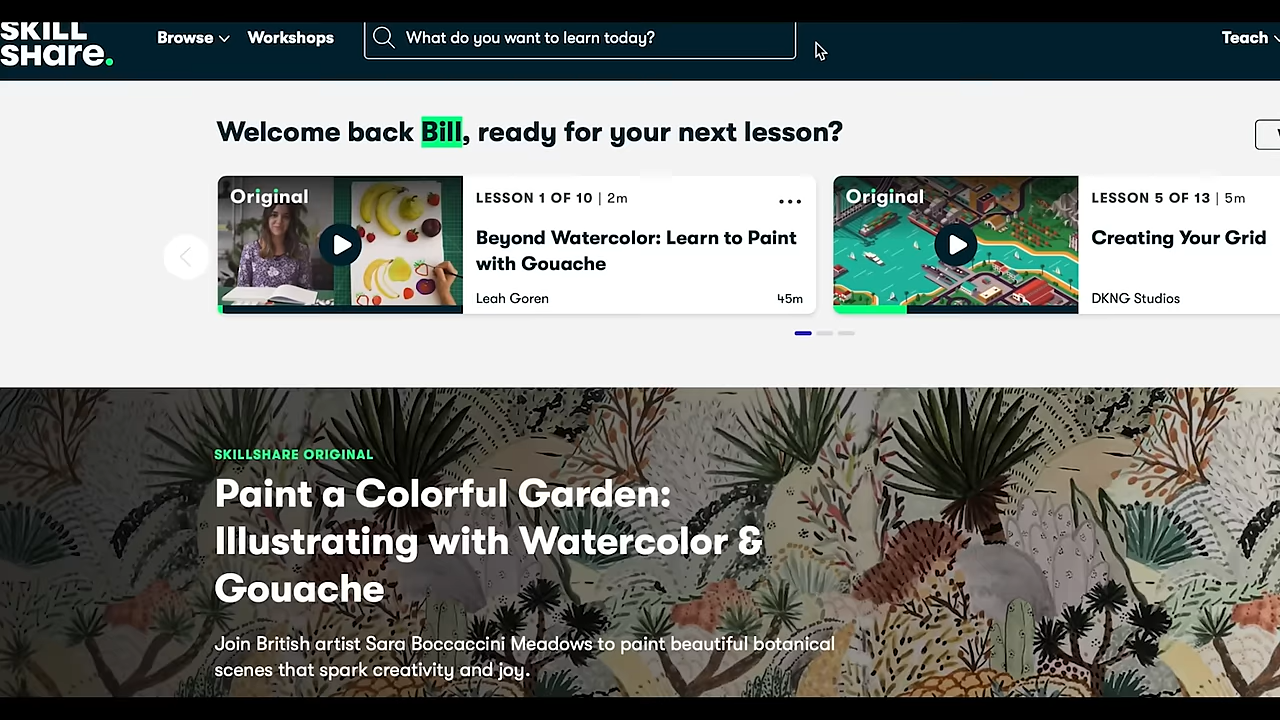 SKILL
SHare.
Browse
Workshops
What do you want to learn today?
Teach
Welcome back Bill, ready for your next lesson?
Original
LESSON 1 OF 10 | 2m
Beyond Watercolor: Learn to Paint
with Gouache
Leah Goren
45m
Original
LESSON 5 OF 13 | 5m
Creating Your Grid
DKNG Studios
SKILLSHARE ORIGINAL
Paint a Colorful Garden:
Illustrating with Watercolor &
Gouache
Join British artist Sara Boccaccini Meadows to paint beautiful botanical
scenes that spark creativity and joy.